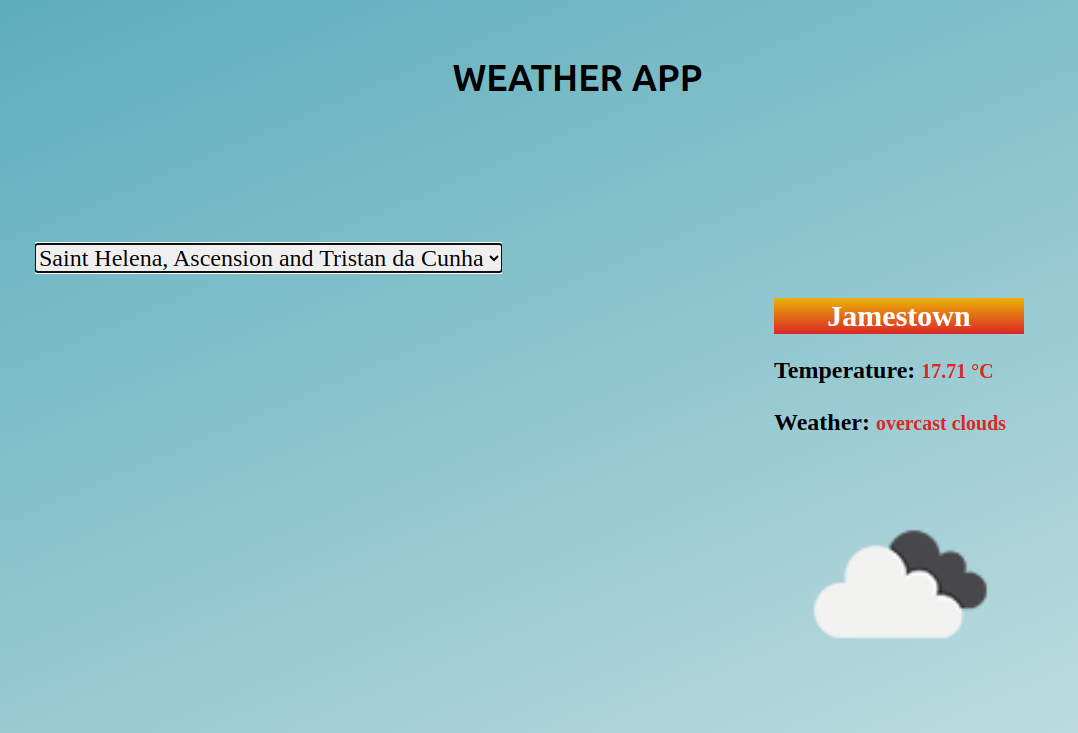 WEATHER APP
Saint Helena, Ascension and Tristan da Cunha
Jamestown
Temperature: 17.71 °C
Weather: overcast clouds